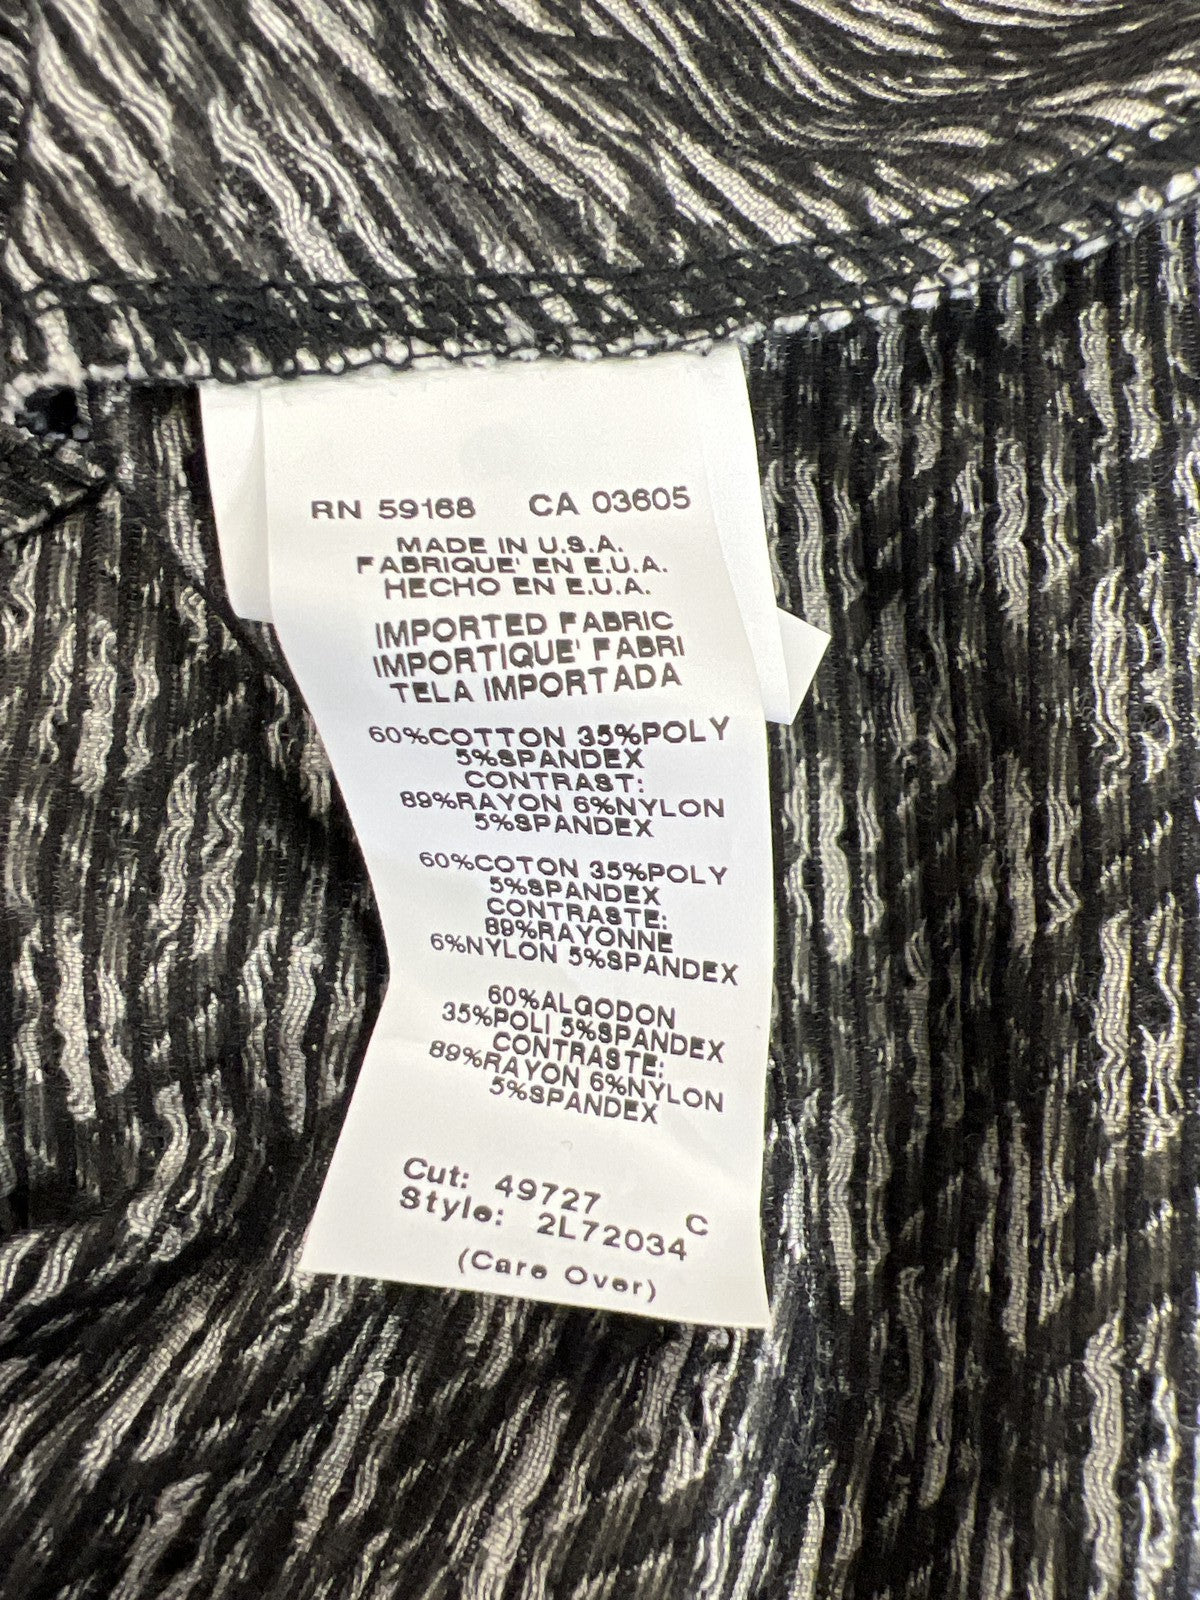 RN 59168 CA 03605
MADE IN U.S.A.
FABRIQUE' EN E.U.A.
HECHO EN E.U.A.
IMPORTED FABRIC
IMPORTIQUE' FABRI
TELA IMPORTADA
60%COTTON 35%POLY
5%SPANDEX
CONTRAST:
89%RAYON 6%NYLON
5%SPANDEX
60%COTON 35%POLY
5%SPANDEX
CONTRASTE:
89%RAYONNE
6%NYLON 5%SPANDEX
60%ALGODON
35%POLI 5%SPANDEX
CONTRASTE:
89%RAYON 6%NYLON
5%SPANDEX
Cut: 49727 C
Style: 2L72034
(Care Over)